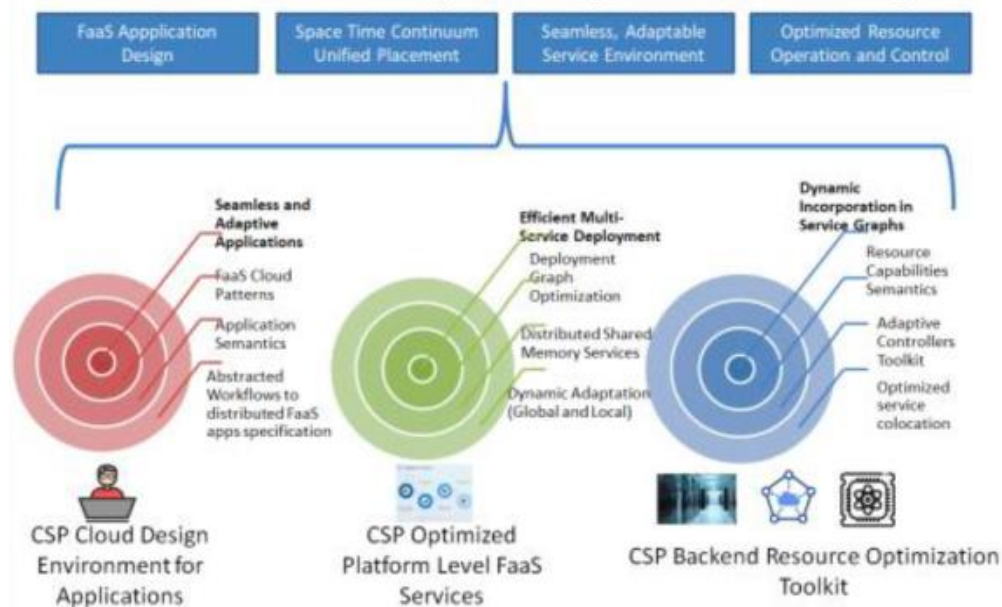 FaaS Appplication
Design
Space Time Continuum
Unified Placement
Seamless, Adaptable
Service Environment
Optimized Resource
Operation and Control
Seamless and
Adaptive
Applications
FaaS Cloud
Patterns
Application
Semantics
Abstracted
Workflows to
distributed FaaS
apps specification
Efficient Multi-
Service Deployment
Deployment
Graph
Optimization
Distributed Shared
Memory Services
Dynamic Adaptation
(Global and Local)
Dynamic
Incorporation in
Service Graphs
Resource
Capabilities
Semantics
Adaptive
Controllers
Toolkit
Optimized
service
colocation
CSP Cloud Design
Environment for
Applications
CSP Optimized
Platform Level FaaS
Services
CSP Backend Resource Optimization
Toolkit